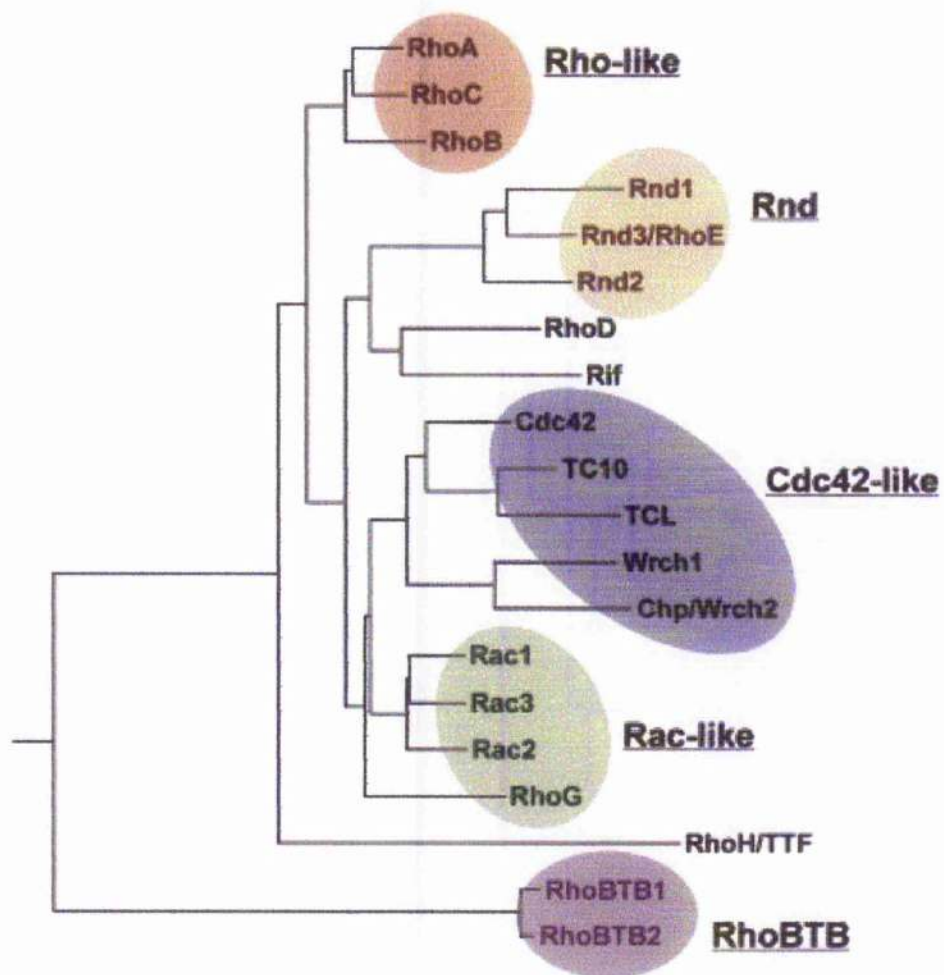 RhoA
Rho-like
RhoC
RhoB
Rnd1
Rnd
Rnd3/RhoE
Rnd2
RhoD
Rif
Cdc42
TC10
Cdc42-like
TCL
Wrch1
Chp/Wrch2
Rac1
Rac3
Rac-like
Rac2
RhoG
RhoH/TTF
RhoBTB1
RhoBTB2
RhoBTB